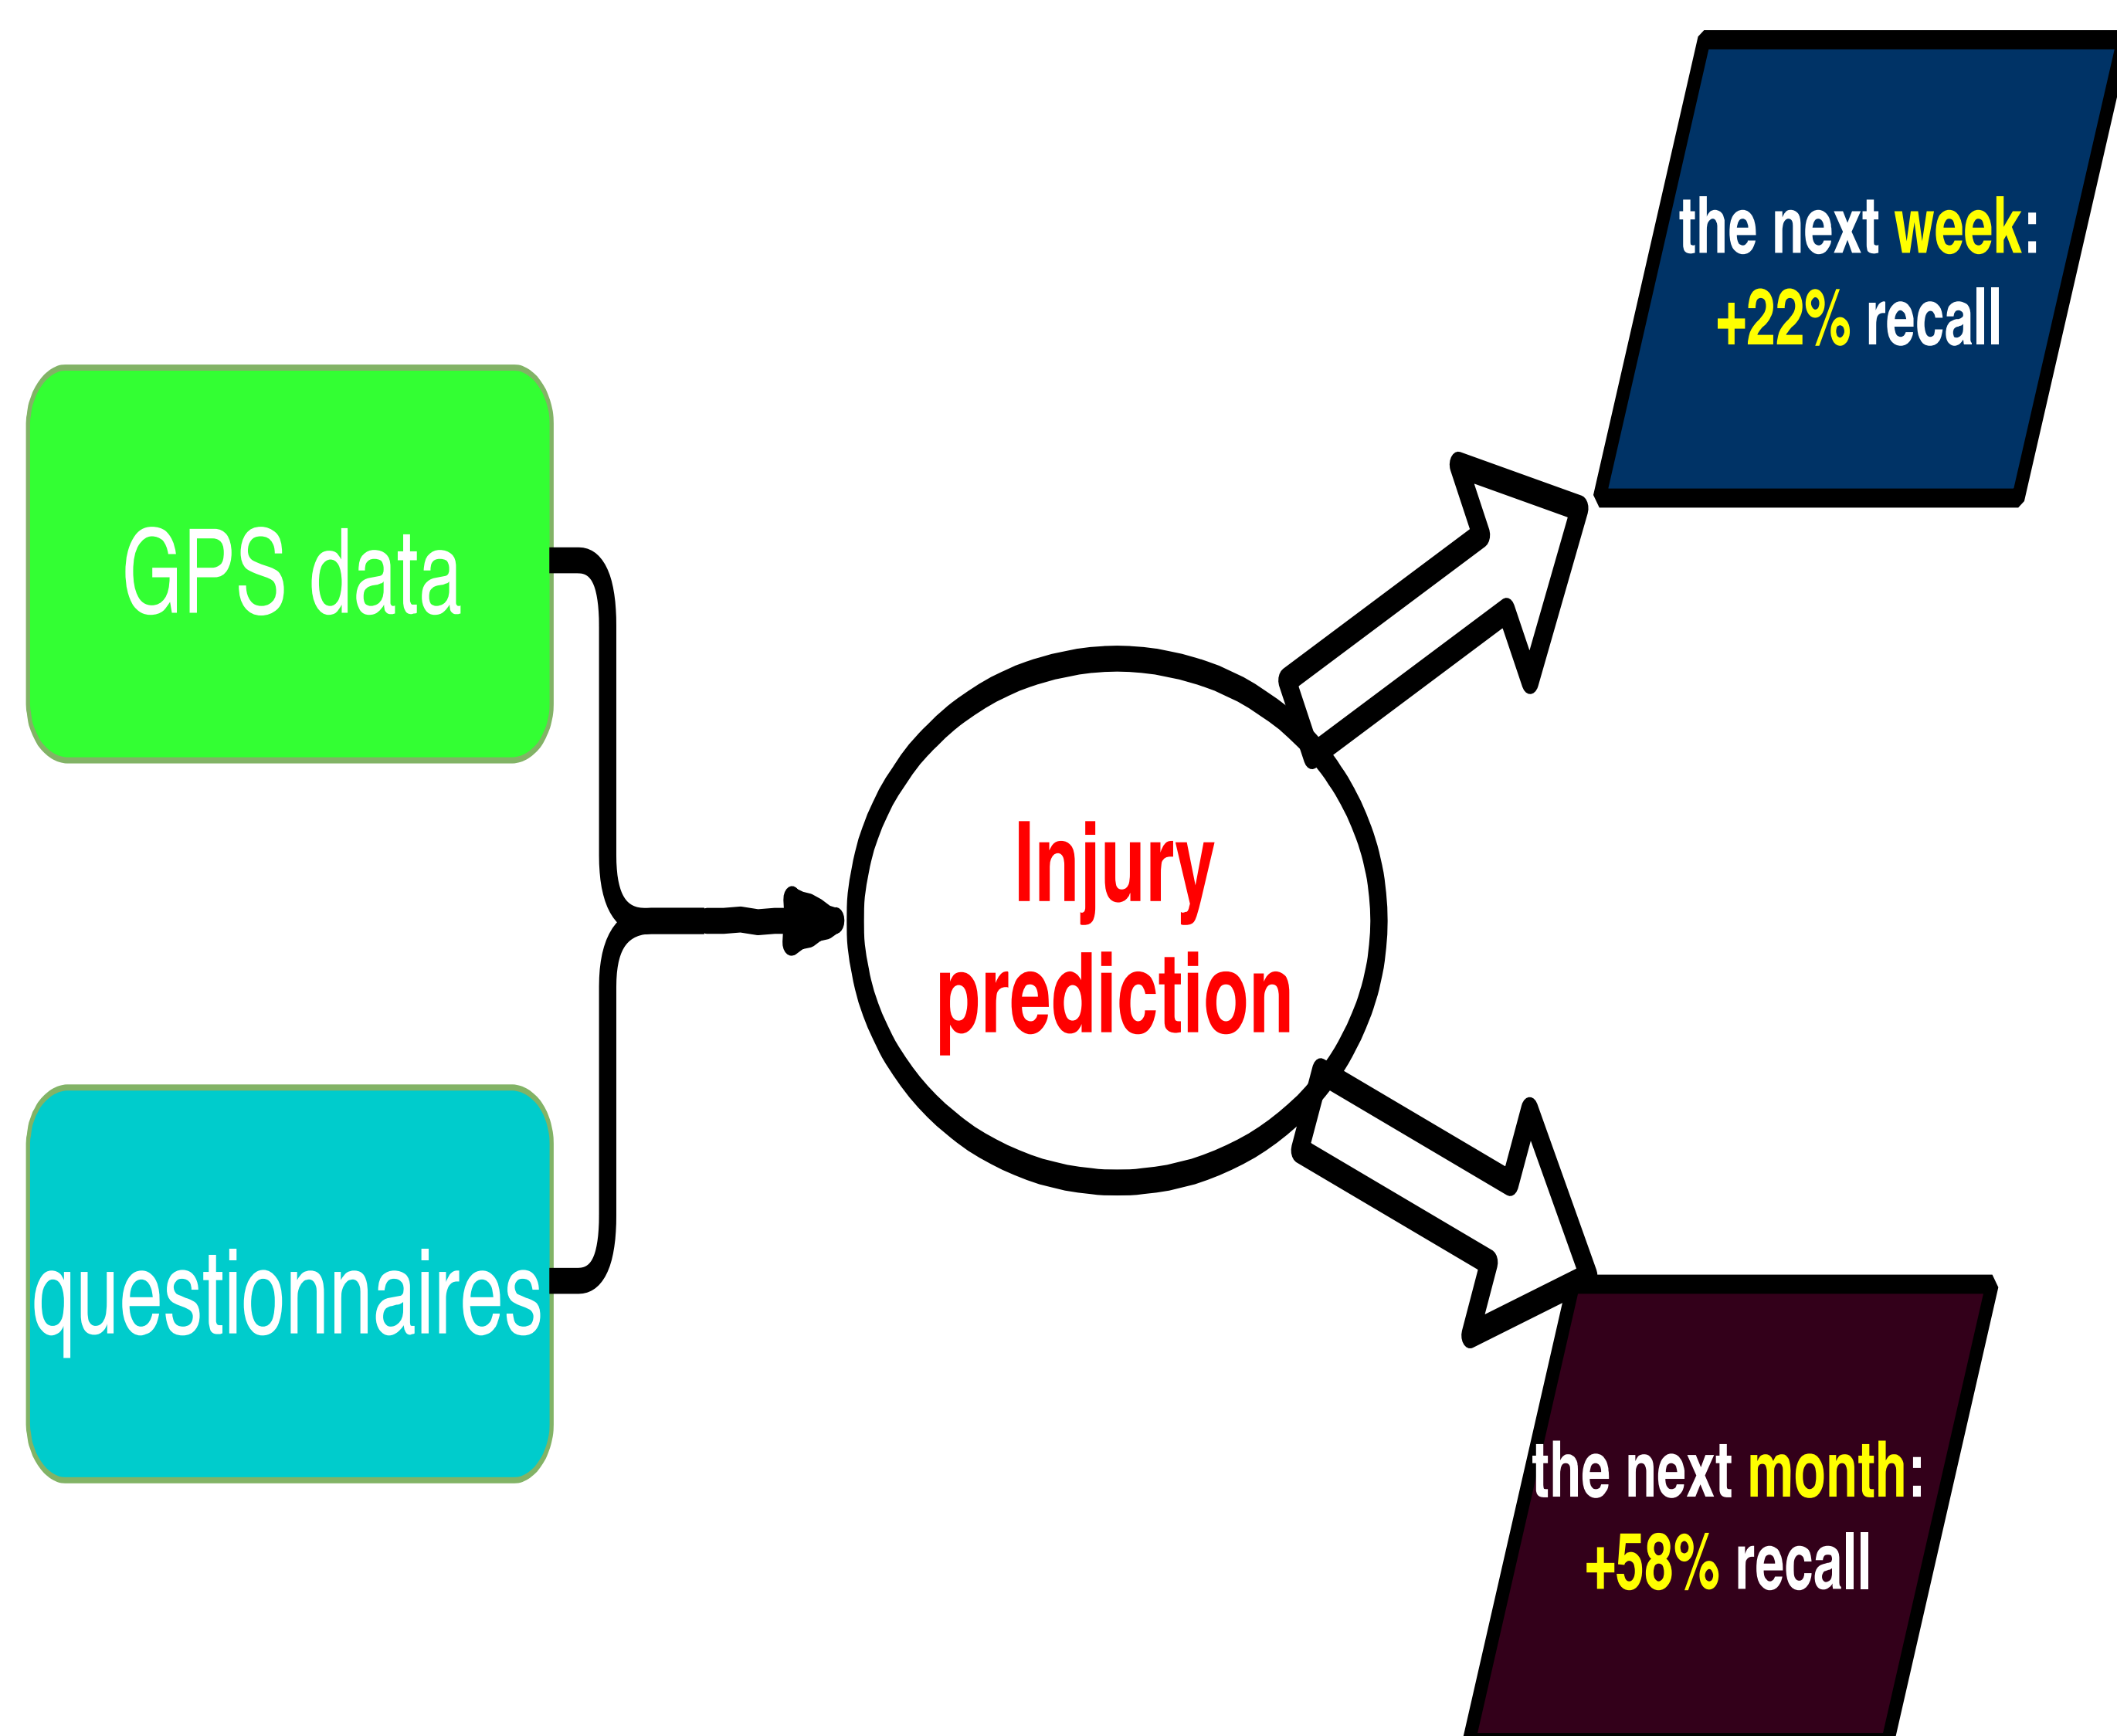 GPS data
questionnaires
Injury
prediction
the next week:
+22% recall
the next month:
+58% recall